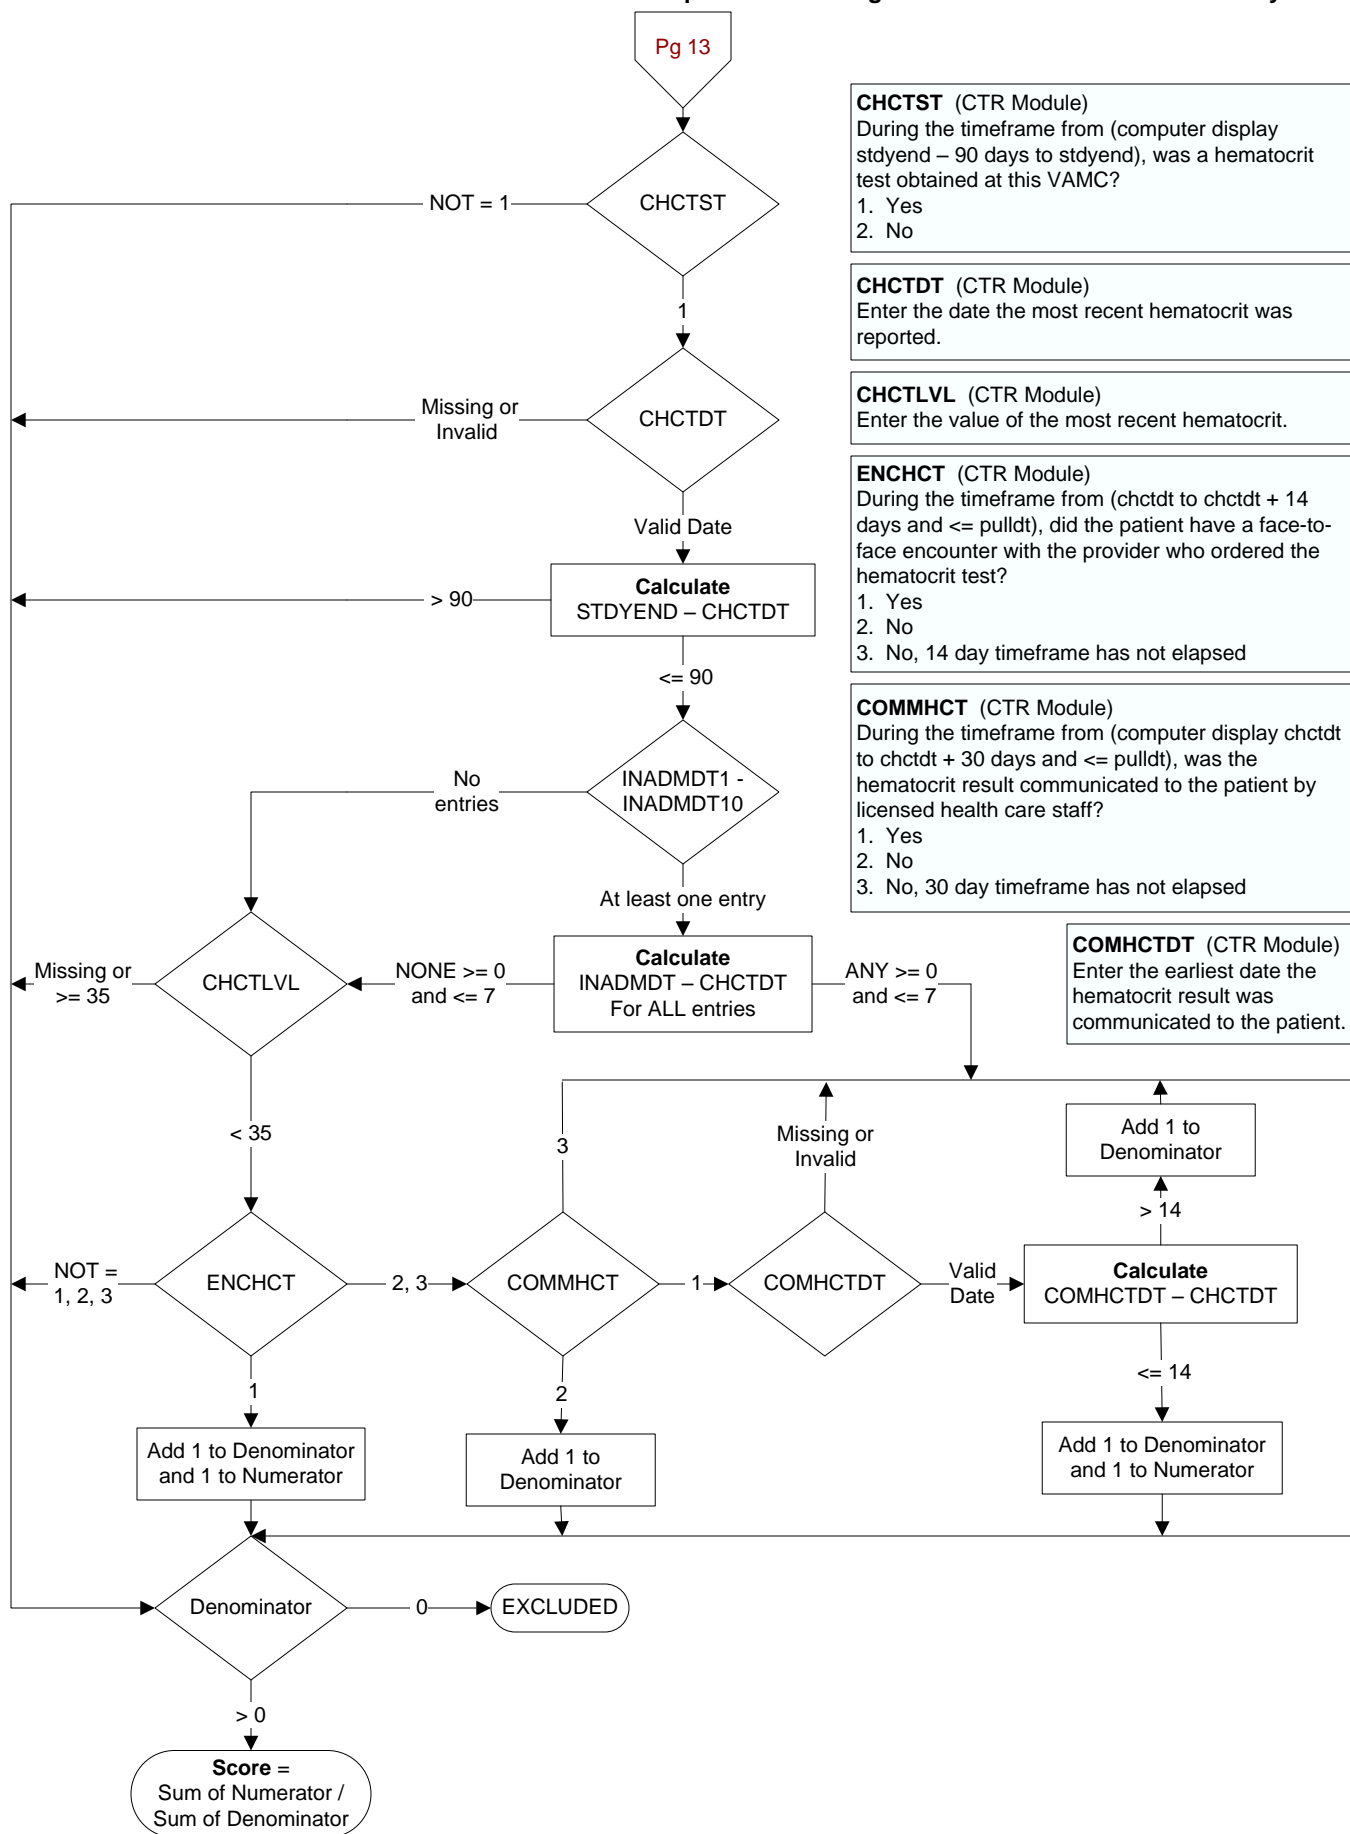 Pg 13
CHCTST (CTR Module)
During the timeframe from (computer display
stdyend – 90 days to stdyend), was a hematocrit
test obtained at this VAMC?
1. Yes
2. No
NOT = 1
CHCTST
1
CHCTDT (CTR Module)
Enter the date the most recent hematocrit was
reported.
Missing or
Invalid
CHCTDT
CHCTLVL (CTR Module)
Enter the value of the most recent hematocrit.
Valid Date
ENCHCT (CTR Module)
During the timeframe from (chctdt to chctdt + 14
days and <= pulldt), did the patient have a face-to-
face encounter with the provider who ordered the
hematocrit test?
1. Yes
2. No
3. No, 14 day timeframe has not elapsed
> 90
Calculate
STDYEND – CHCTDT
<= 90
COMMHCT (CTR Module)
During the timeframe from (computer display chctdt
to chctdt + 30 days and <= pulldt), was the
hematocrit result communicated to the patient by
licensed health care staff?
1. Yes
2. No
3. No, 30 day timeframe has not elapsed
No
entries
INADMDT1 -
INADMDT10
At least one entry
COMHCTDT (CTR Module)
Enter the earliest date the
hematocrit result was
communicated to the patient.
Missing or
>= 35
CHCTLVL
NONE >= 0
and <= 7
Calculate
INADMDT – CHCTDT
For ALL entries
ANY >= 0
and <= 7
< 35
3
Missing or
Invalid
Add 1 to
Denominator
> 14
NOT =
1, 2, 3
ENCHCT
2, 3
COMMHCT
1
COMHCTDT
Valid
Date
Calculate
COMHCTDT – CHCTDT
1
2
<= 14
Add 1 to Denominator
and 1 to Numerator
Add 1 to
Denominator
Add 1 to Denominator
and 1 to Numerator
Denominator
0
EXCLUDED
> 0
Score =
Sum of Numerator /
Sum of Denominator